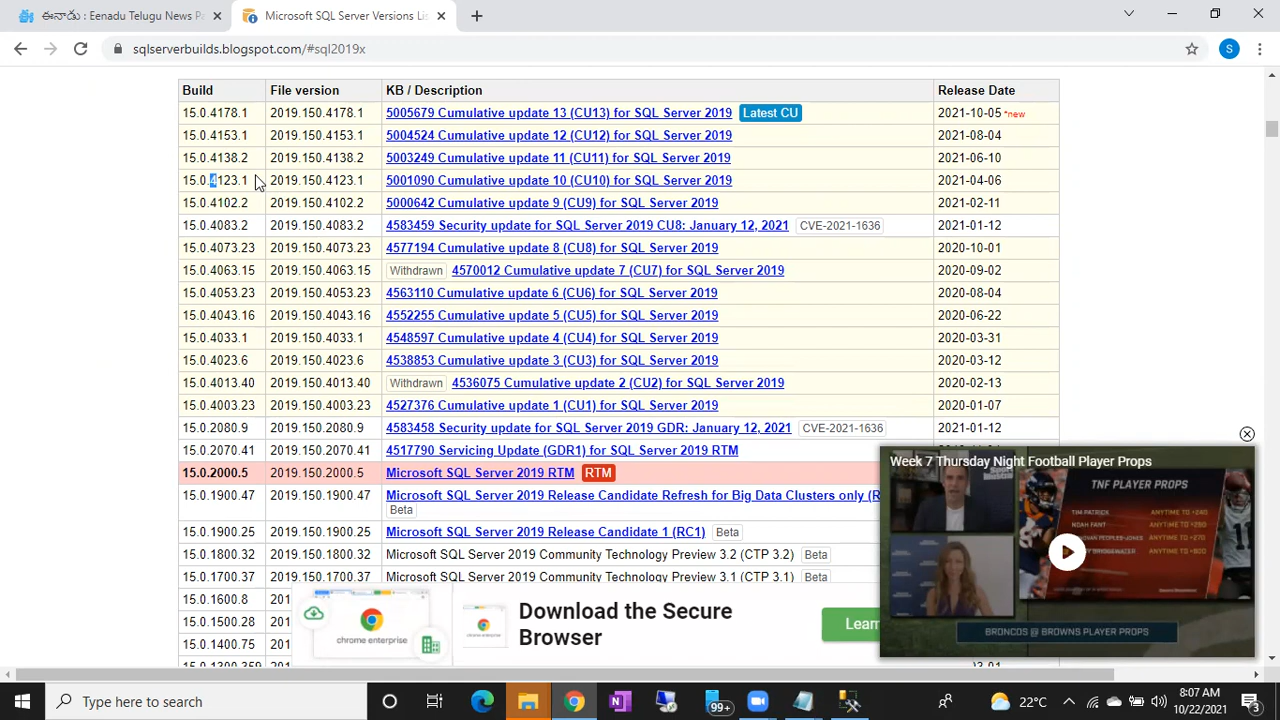 ఈనాడు : Eenadu Telugu News Pa
Microsoft SQL Server Versions Lis
sqlserverbuilds.blogspot.com/#sql2019x
S
Build File version KB / Description Release Date
15.0.4178.1 2019.150.4178.1 5005679 Cumulative update 13 (CU13) for SQL Server 2019 Latest CU 2021-10-05 *new
15.0.4153.1 2019.150.4153.1 5004524 Cumulative update 12 (CU12) for SQL Server 2019 2021-08-04
15.0.4138.2 2019.150.4138.2 5003249 Cumulative update 11 (CU11) for SQL Server 2019 2021-06-10
15.0.4123.1 2019.150.4123.1 5001090 Cumulative update 10 (CU10) for SQL Server 2019 2021-04-06
15.0.4102.2 2019.150.4102.2 5000642 Cumulative update 9 (CU9) for SQL Server 2019 2021-02-11
15.0.4083.2 2019.150.4083.2 4583459 Security update for SQL Server 2019 CU8: January 12, 2021 CVE-2021-1636 2021-01-12
15.0.4073.23 2019.150.4073.23 4577194 Cumulative update 8 (CU8) for SQL Server 2019 2020-10-01
15.0.4063.15 2019.150.4063.15 Withdrawn 4570012 Cumulative update 7 (CU7) for SQL Server 2019 2020-09-02
15.0.4053.23 2019.150.4053.23 4563110 Cumulative update 6 (CU6) for SQL Server 2019 2020-08-04
15.0.4043.16 2019.150.4043.16 4552255 Cumulative update 5 (CU5) for SQL Server 2019 2020-06-22
15.0.4033.1 2019.150.4033.1 4548597 Cumulative update 4 (CU4) for SQL Server 2019 2020-03-31
15.0.4023.6 2019.150.4023.6 4538853 Cumulative update 3 (CU3) for SQL Server 2019 2020-03-12
15.0.4013.40 2019.150.4013.40 Withdrawn 4536075 Cumulative update 2 (CU2) for SQL Server 2019 2020-02-13
15.0.4003.23 2019.150.4003.23 4527376 Cumulative update 1 (CU1) for SQL Server 2019 2020-01-07
15.0.2080.9 2019.150.2080.9 4583458 Security update for SQL Server 2019 GDR: January 12, 2021 CVE-2021-1636 2021-01-12
15.0.2070.41 2019.150.2070.41 4517790 Servicing Update (GDR1) for SQL Server 2019 RTM
15.0.2000.5 2019.150.2000.5 Microsoft SQL Server 2019 RTM RTM
15.0.1900.47 2019.150.1900.47 Microsoft SQL Server 2019 Release Candidate Refresh for Big Data Clusters only (R
Beta
15.0.1900.25 2019.150.1900.25 Microsoft SQL Server 2019 Release Candidate 1 (RC1) Beta
15.0.1800.32 2019.150.1800.32 Microsoft SQL Server 2019 Community Technology Preview 3.2 (CTP 3.2) Beta
15.0.1700.37 2019.150.1700.37 Microsoft SQL Server 2019 Community Technology Preview 3.1 (CTP 3.1) Beta
15.0.1600.8 201
15.0.1500.28 201
15.0.1400.75 201
15.0.1300.359 201
Week 7 Thursday Night Football Player Props
TNF PLAYER PROPS
TIM PATRICK ANYTIME TD +240
NOAH FANT
BRONCOS @ BROWNS PLAYER PROPS
chrome enterprise
Download the Secure
Browser
Learn
Type here to search
99+
22°C
8:07 AM
10/22/2021
3